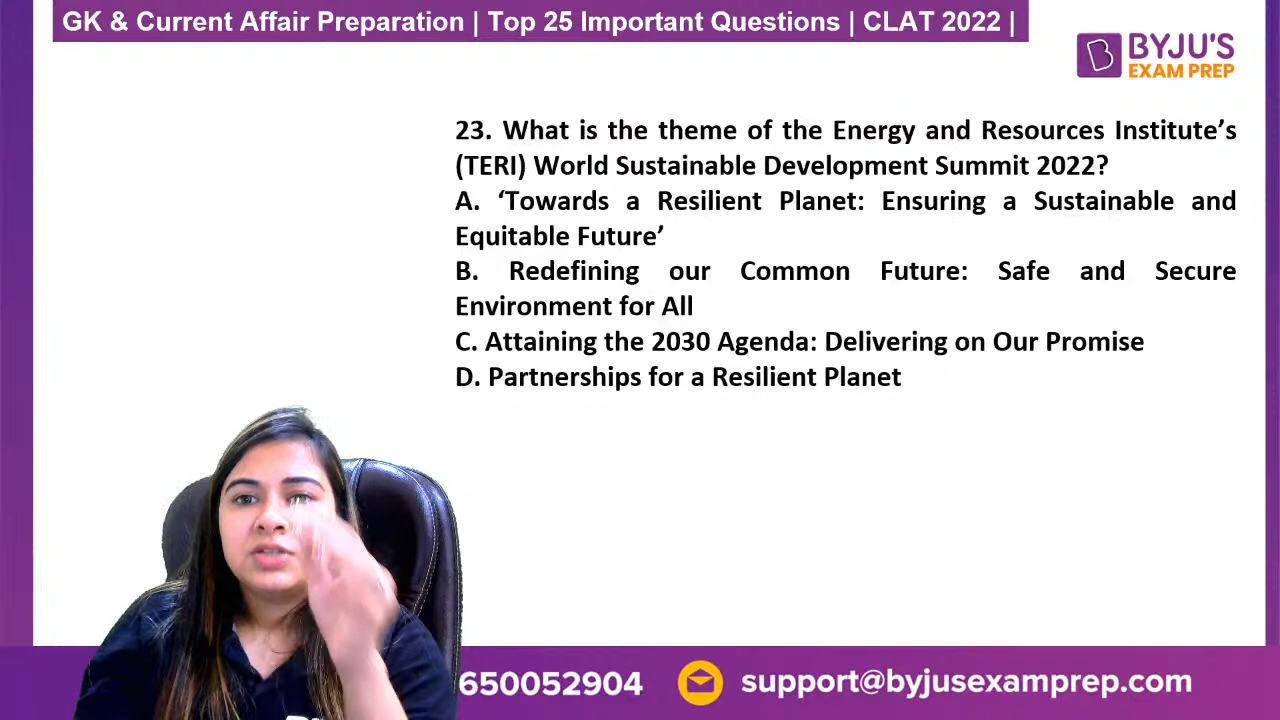 GK & Current Affair Preparation | Top 25 Important Questions | CLAT 2022 |
BYJU'S
EXAM PREP
23. What is the theme of the Energy and Resources Institute’s
(TERI) World Sustainable Development Summit 2022?
A. ‘Towards a Resilient Planet: Ensuring a Sustainable and
Equitable Future’
B. Redefining our Common Future: Safe and Secure
Environment for All
C. Attaining the 2030 Agenda: Delivering on Our Promise
D. Partnerships for a Resilient Planet
650052904 support@byjusexamprep.com